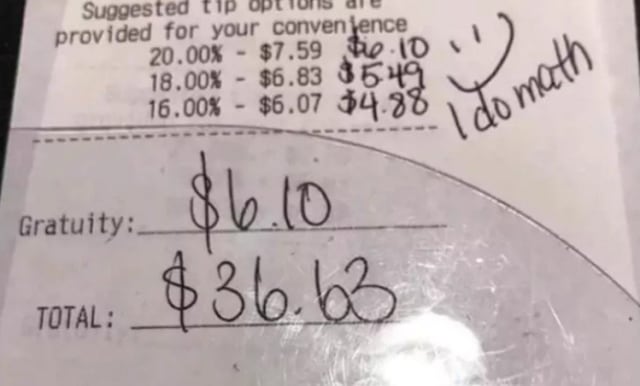 Suggested tip options are
provided for your convenience
20.00% - $7.59 $6.10
18.00% - $6.83 $5.49
16.00% - $6.07 $4.88
I do math
Gratuity: $6.10
TOTAL: $36.63